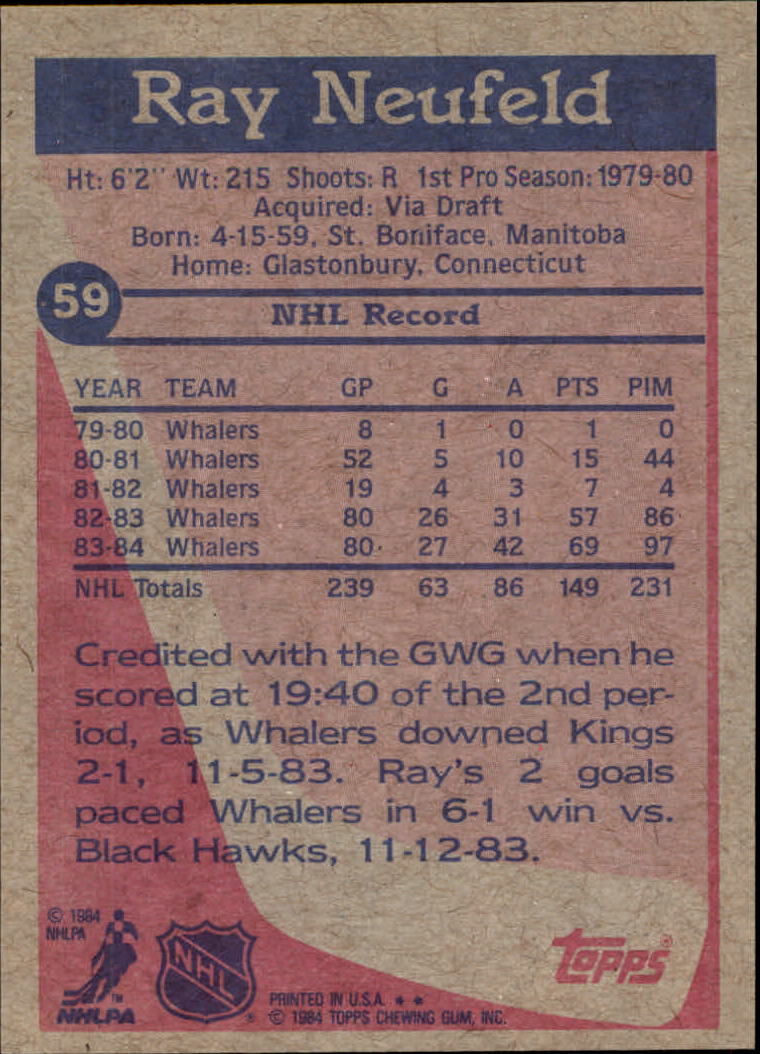 Ray Neufeld
Ht: 6'2" Wt: 215 Shoots: R 1st Pro Season: 1979-80
Acquired: Via Draft
Born: 4-15-59, St. Boniface, Manitoba
Home: Glastonbury, Connecticut
59
NHL Record
YEAR TEAM GP G A PTS PIM
79-80 Whalers 8 1 0 1 0
80-81 Whalers 52 5 10 15 44
81-82 Whalers 19 4 3 7 4
82-83 Whalers 80 26 31 57 86
83-84 Whalers 80 27 42 69 97
NHL Totals 239 63 86 149 231
Credited with the GWG when he
scored at 19:40 of the 2nd per-
iod, as Whalers downed Kings
2-1, 11-5-83. Ray's 2 goals
paced Whalers in 6-1 win vs.
Black Hawks, 11-12-83.
© 1984
NHLPA
NHLPA ™
NHL ®
topps ®
PRINTED IN U.S.A. * *
© 1984 TOPPS CHEWING GUM, INC.